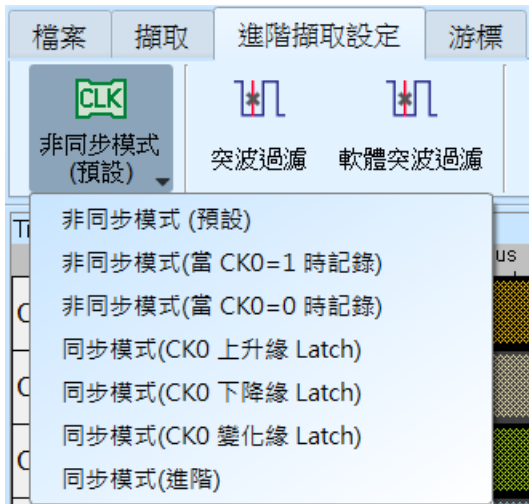 檔案 擷取 進階擷取設定 游標
CLK
非同步模式
(預設)
突波過濾
軟體突波過濾
非同步模式 (預設)
us
非同步模式(當 CK0=1 時記錄)
非同步模式(當 CK0=0 時記錄)
同步模式(CK0 上升緣 Latch)
同步模式(CK0 下降緣 Latch)
同步模式(CK0 變化緣 Latch)
同步模式(進階)